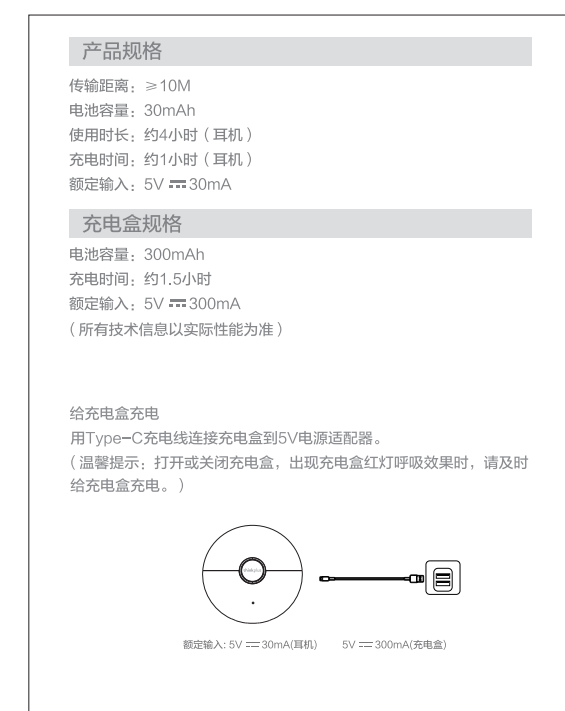 产品规格
传输距离：≥10M
电池容量：30mAh
使用时长：约4小时（耳机）
充电时间：约1小时（耳机）
额定输入：5V ⎓ 30mA
充电盒规格
电池容量：300mAh
充电时间：约1.5小时
额定输入：5V ⎓ 300mA
（所有技术信息以实际性能为准）
给充电盒充电
用Type-C充电线连接充电盒到5V电源适配器。
（温馨提示：打开或关闭充电盒，出现充电盒红灯呼吸效果时，请及时
给充电盒充电。）
thinkplus
额定输入: 5V ⎓ 30mA(耳机) 5V ⎓ 300mA(充电盒)